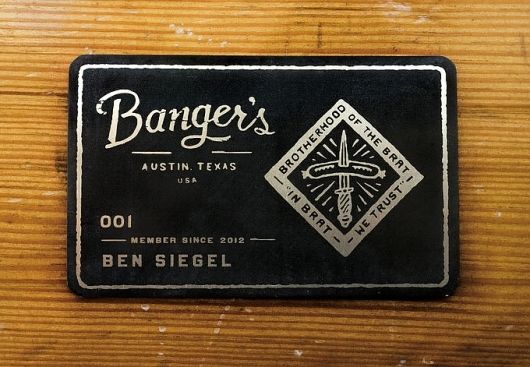 Banger's
AUSTIN, TEXAS
USA
001
MEMBER SINCE 2012
BEN SIEGEL
BROTHERHOOD OF THE BRAT
"IN BRAT
WE TRUST"